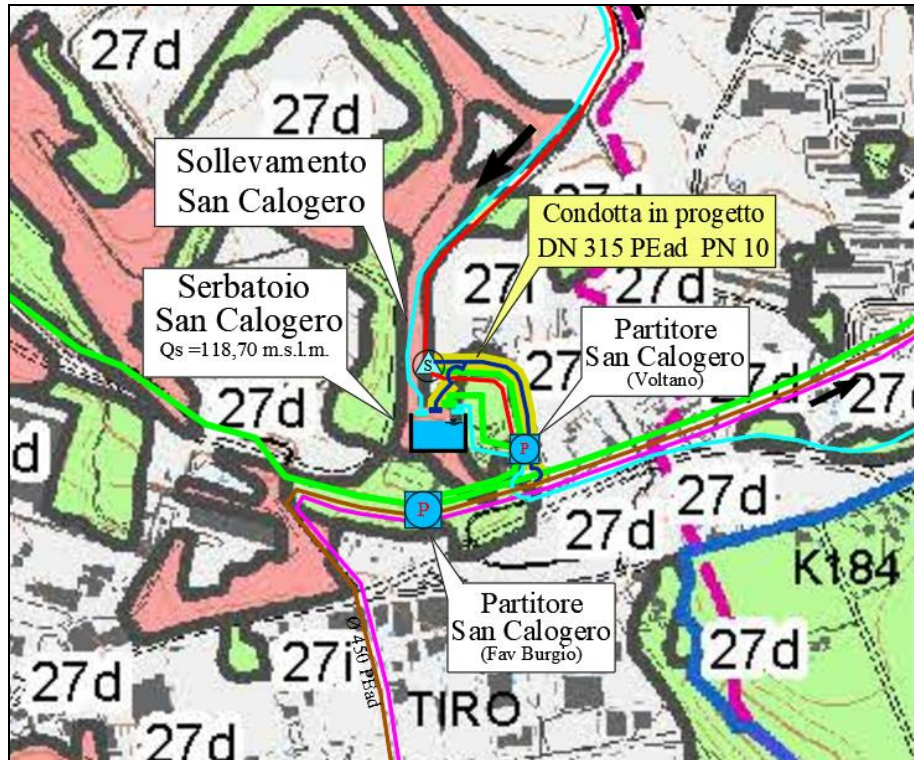 27d
27d
27d
27d
Sollevamento
San Calogero
Condotta in progetto
DN 315 PEad PN 10
27i
27d
Serbatoio
San Calogero
Qs =118,70 m.s.l.m.
Partitore
San Calogero
(Voltano)
S
27d
27
27
d
P
P
27d
27d
K184
Partitore
San Calogero
(Fav Burgio)
27d
27d
27i
Ø 450 PEad
TIRO
27d